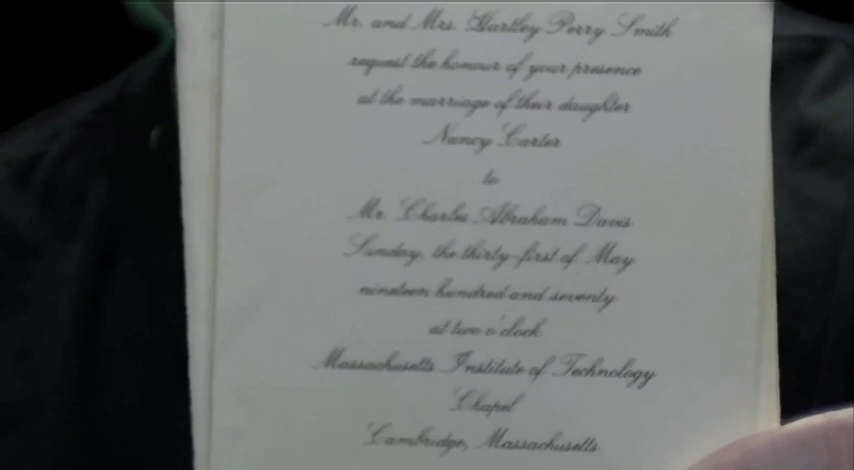 Mr. and Mrs. Hartley Perry Smith
request the honour of your presence
at the marriage of their daughter
Nancy Carter
to
Mr. Charles Abraham Davis
Sunday, the thirty-first of May
nineteen hundred and seventy
at two o'clock
Massachusetts Institute of Technology
Chapel
Cambridge, Massachusetts